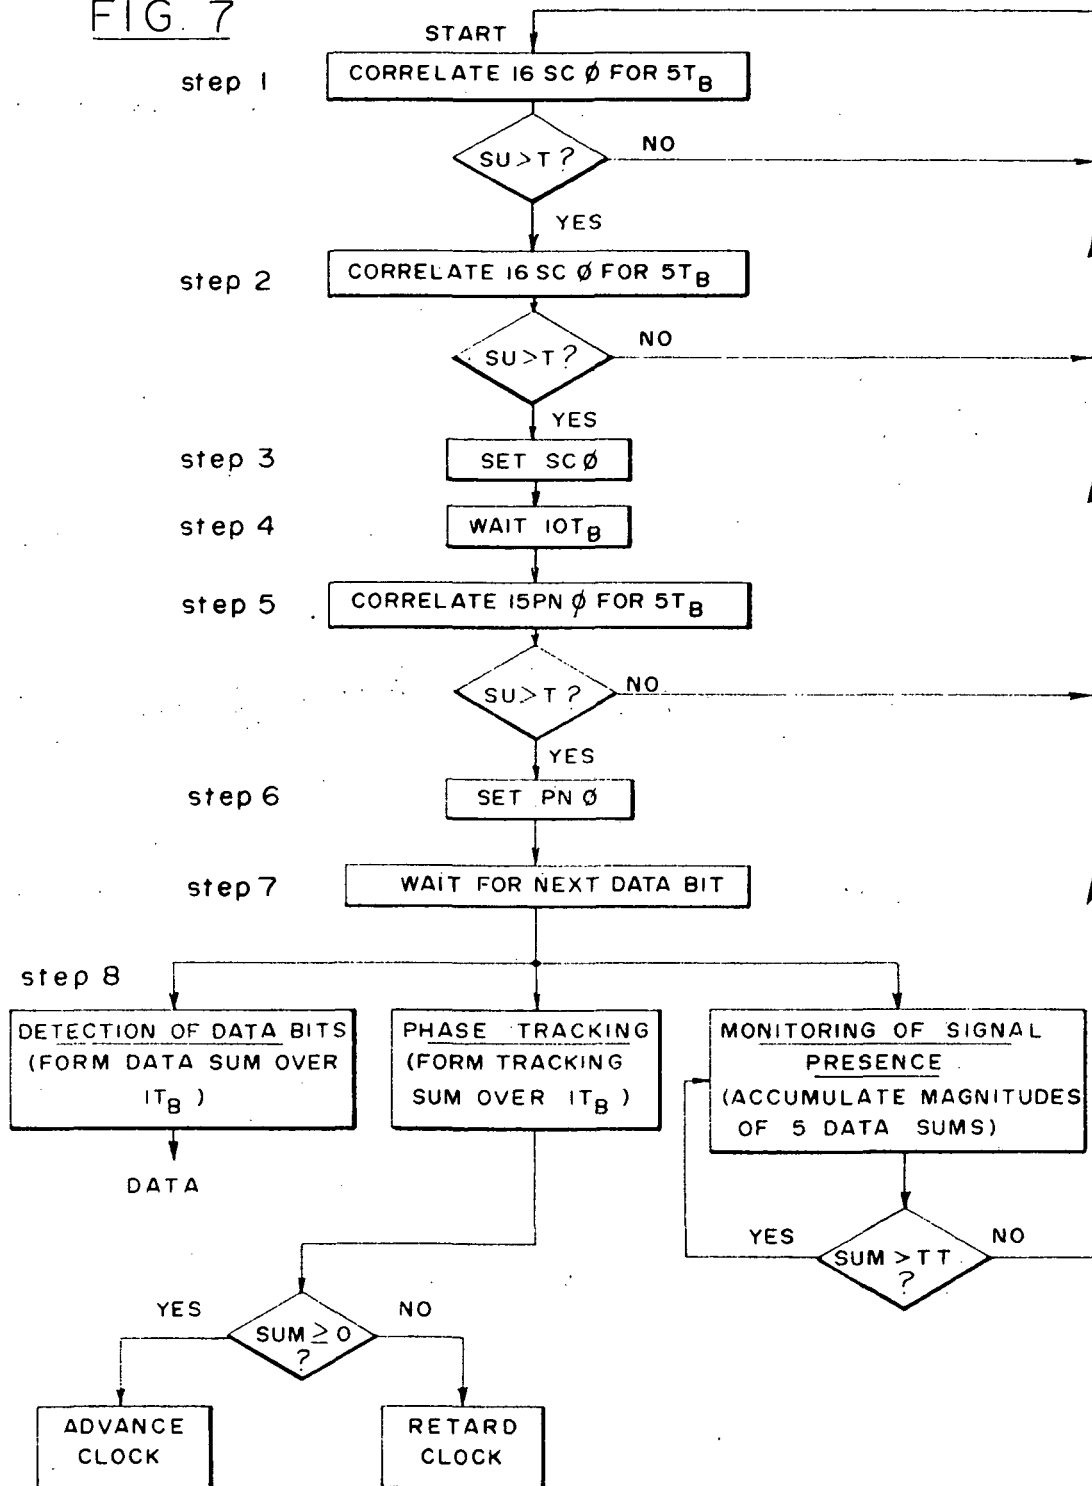 FIG. 7
START
step 1
CORRELATE 16 SC Ø FOR 5T_B
SU > T ?
NO
YES
step 2
CORRELATE 16 SC Ø FOR 5T_B
SU > T ?
NO
YES
step 3
SET SC Ø
step 4
WAIT 10T_B
step 5
CORRELATE 15PN Ø FOR 5T_B
SU > T ?
NO
YES
step 6
SET PN Ø
step 7
WAIT FOR NEXT DATA BIT
step 8
DETECTION OF DATA BITS
(FORM DATA SUM OVER
1T_B )
DATA
PHASE TRACKING
(FORM TRACKING
SUM OVER 1T_B )
MONITORING OF SIGNAL
PRESENCE
(ACCUMULATE MAGNITUDES
OF 5 DATA SUMS)
YES
SUM > TT
?
NO
YES
SUM ≥ 0
?
NO
ADVANCE
CLOCK
RETARD
CLOCK